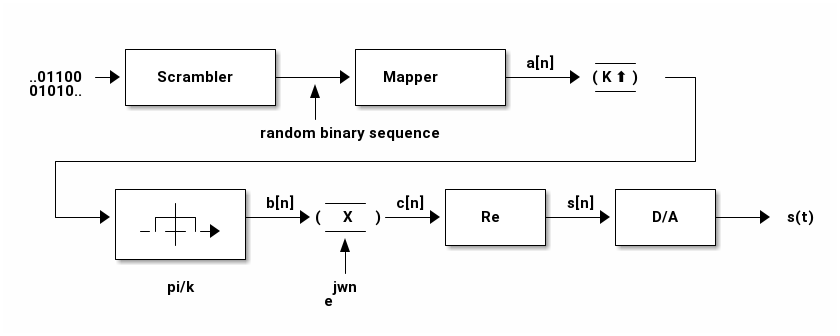 ..01100
01010..
Scrambler
Mapper
a[n]
( K ⬆ )
random binary sequence
b[n]
( X )
c[n]
Re
s[n]
D/A
s(t)
pi/k
jwn
e